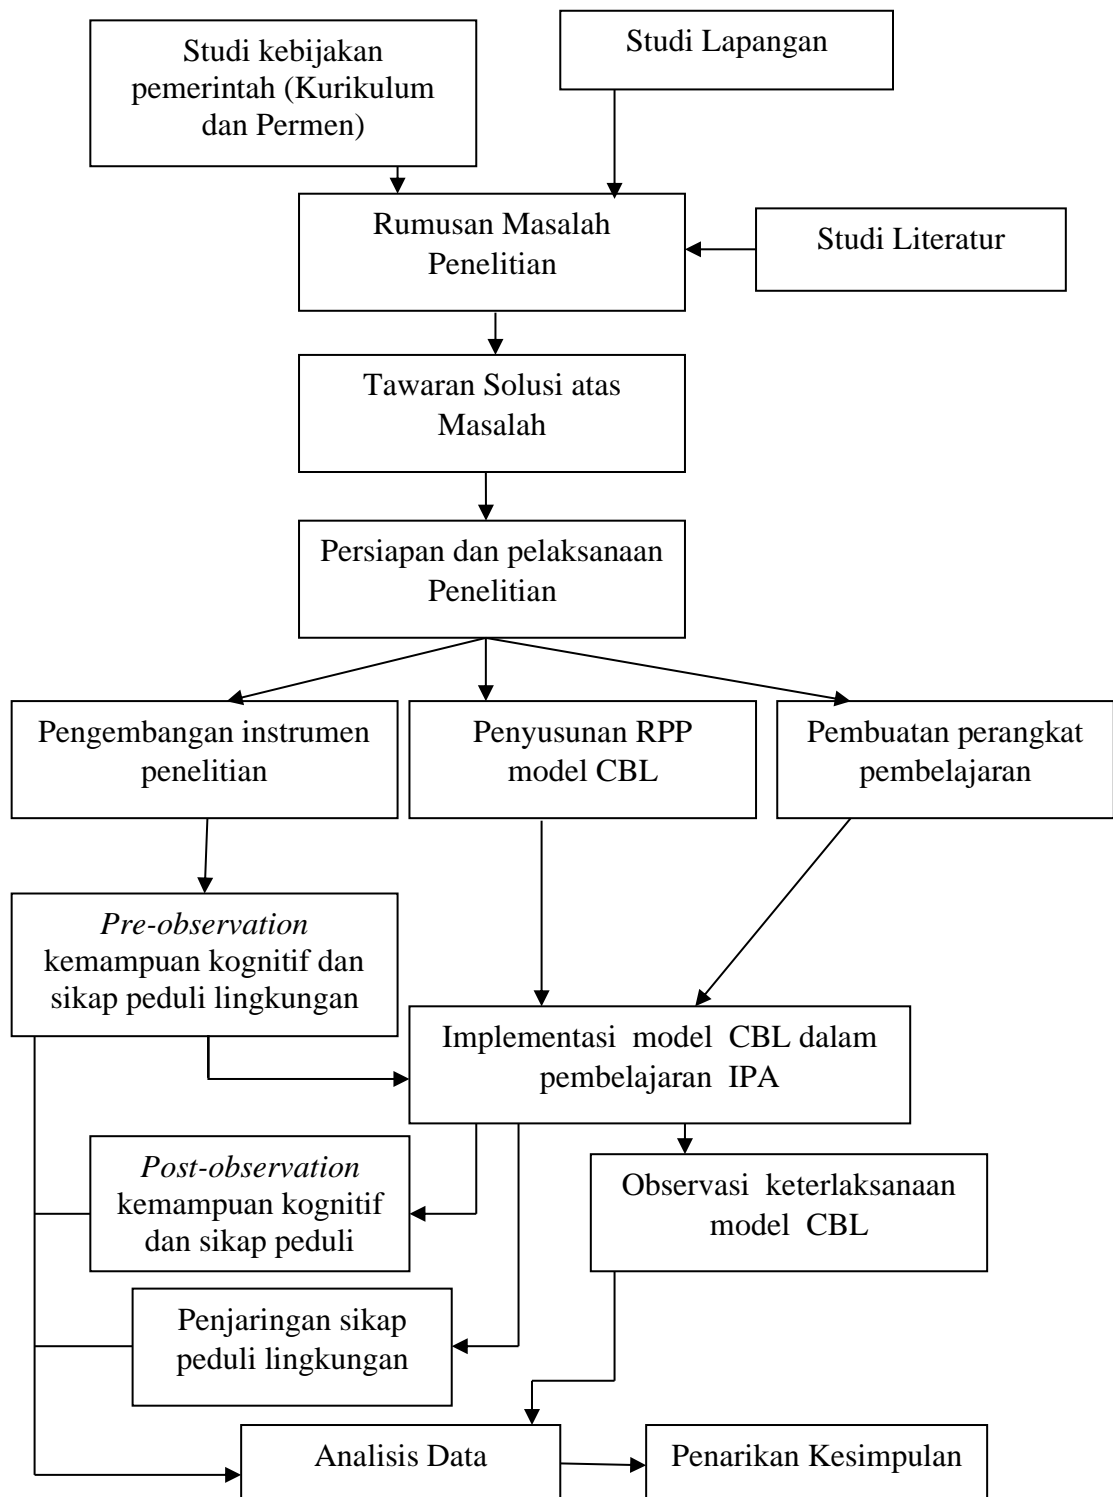 Studi kebijakan
pemerintah (Kurikulum
dan Permen)
Studi Lapangan
Rumusan Masalah
Penelitian
Studi Literatur
Tawaran Solusi atas
Masalah
Persiapan dan pelaksanaan
Penelitian
Pengembangan instrumen
penelitian
Penyusunan RPP
model CBL
Pembuatan perangkat
pembelajaran
Pre-observation
kemampuan kognitif dan
sikap peduli lingkungan
Implementasi model CBL dalam
pembelajaran IPA
Post-observation
kemampuan kognitif
dan sikap peduli
Observasi keterlaksanaan
model CBL
Penjaringan sikap
peduli lingkungan
Analisis Data
Penarikan Kesimpulan